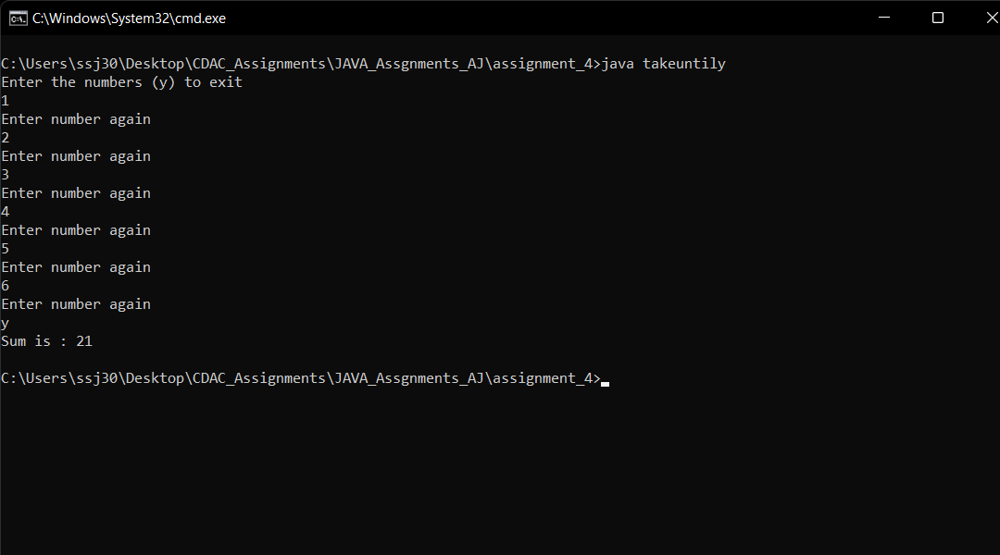 C:\Windows\System32\cmd.exe
C:\Users\ssj30\Desktop\CDAC_Assignments\JAVA_Assgnments_AJ\assignment_4>java takeuntily
Enter the numbers (y) to exit
1
Enter number again
2
Enter number again
3
Enter number again
4
Enter number again
5
Enter number again
6
Enter number again
y
Sum is : 21
C:\Users\ssj30\Desktop\CDAC_Assignments\JAVA_Assgnments_AJ\assignment_4>